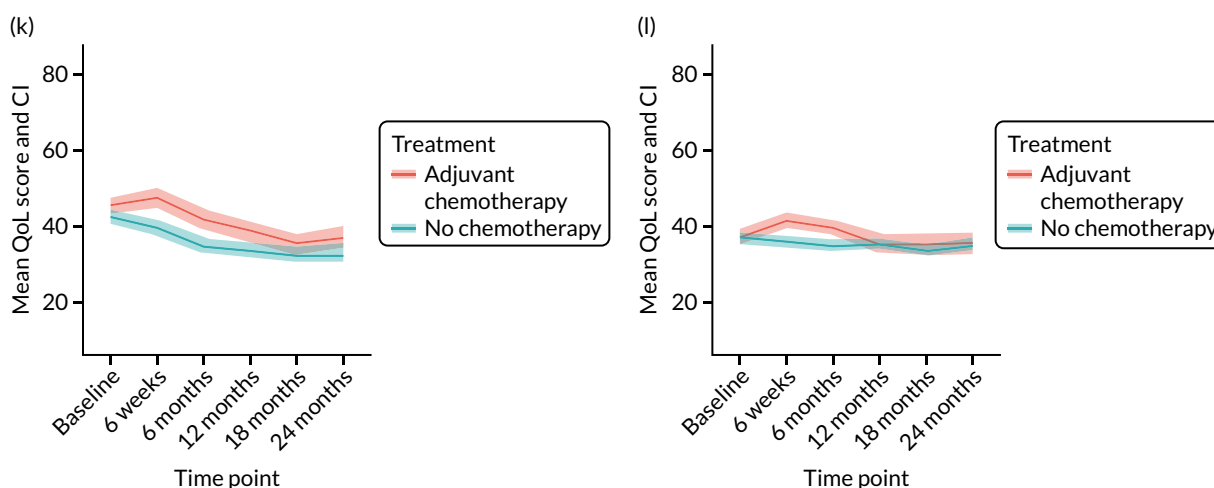 (k)
Mean QoL score and CI
80
60
40
20
Baseline
6 weeks
6 months
12 months
18 months
24 months
Time point
Treatment
Adjuvant
chemotherapy
No chemotherapy
(l)
Mean QoL score and CI
80
60
40
20
Baseline
6 weeks
6 months
12 months
18 months
24 months
Time point
Treatment
Adjuvant
chemotherapy
No chemotherapy